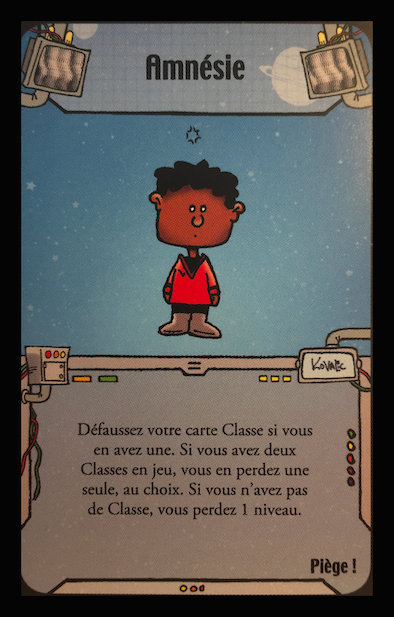 Amnésie
KOVALIC
Défaussez votre carte Classe si vous
en avez une. Si vous avez deux
Classes en jeu, vous en perdez une
seule, au choix. Si vous n'avez pas
de Classe, vous perdez 1 niveau.
Piège !